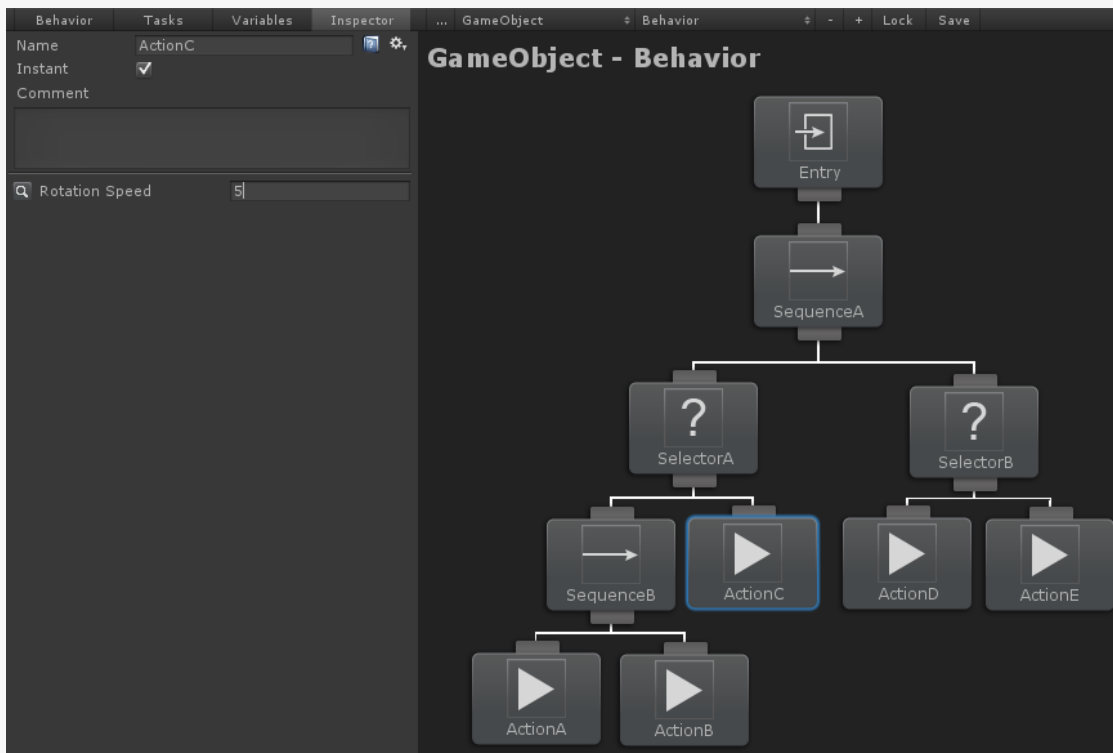 Behavior Tasks Variables Inspector ... GameObject Behavior - + Lock Save
Name ActionC
Instant
Comment
Rotation Speed 5
GameObject - Behavior
Entry
SequenceA
SelectorA SelectorB
SequenceB ActionC ActionD ActionE
ActionA ActionB